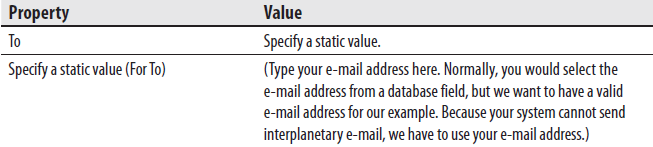 Property Value
To Specify a static value.
Specify a static value (For To) (Type your e-mail address here. Normally, you would select the
e-mail address from a database field, but we want to have a valid
e-mail address for our example. Because your system cannot send
interplanetary e-mail, we have to use your e-mail address.)